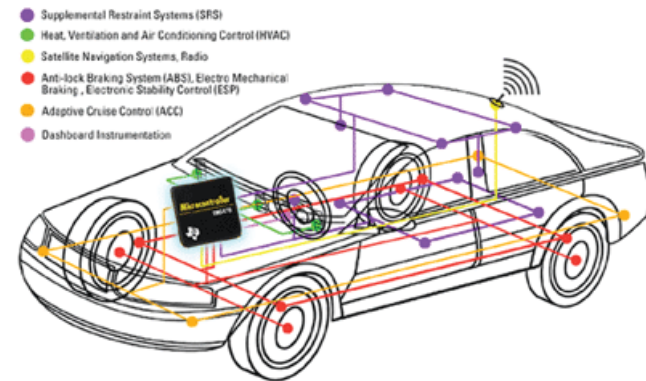 Supplemental Restraint Systems (SRS)
Heat, Ventilation and Air Conditioning Control (HVAC)
Satellite Navigation Systems, Radio
Anti-lock Braking System (ABS), Electro Mechanical
Braking , Electronic Stability Control (ESP)
Adaptive Cruise Control (ACC)
Dashboard Instrumentation
Microcontroller